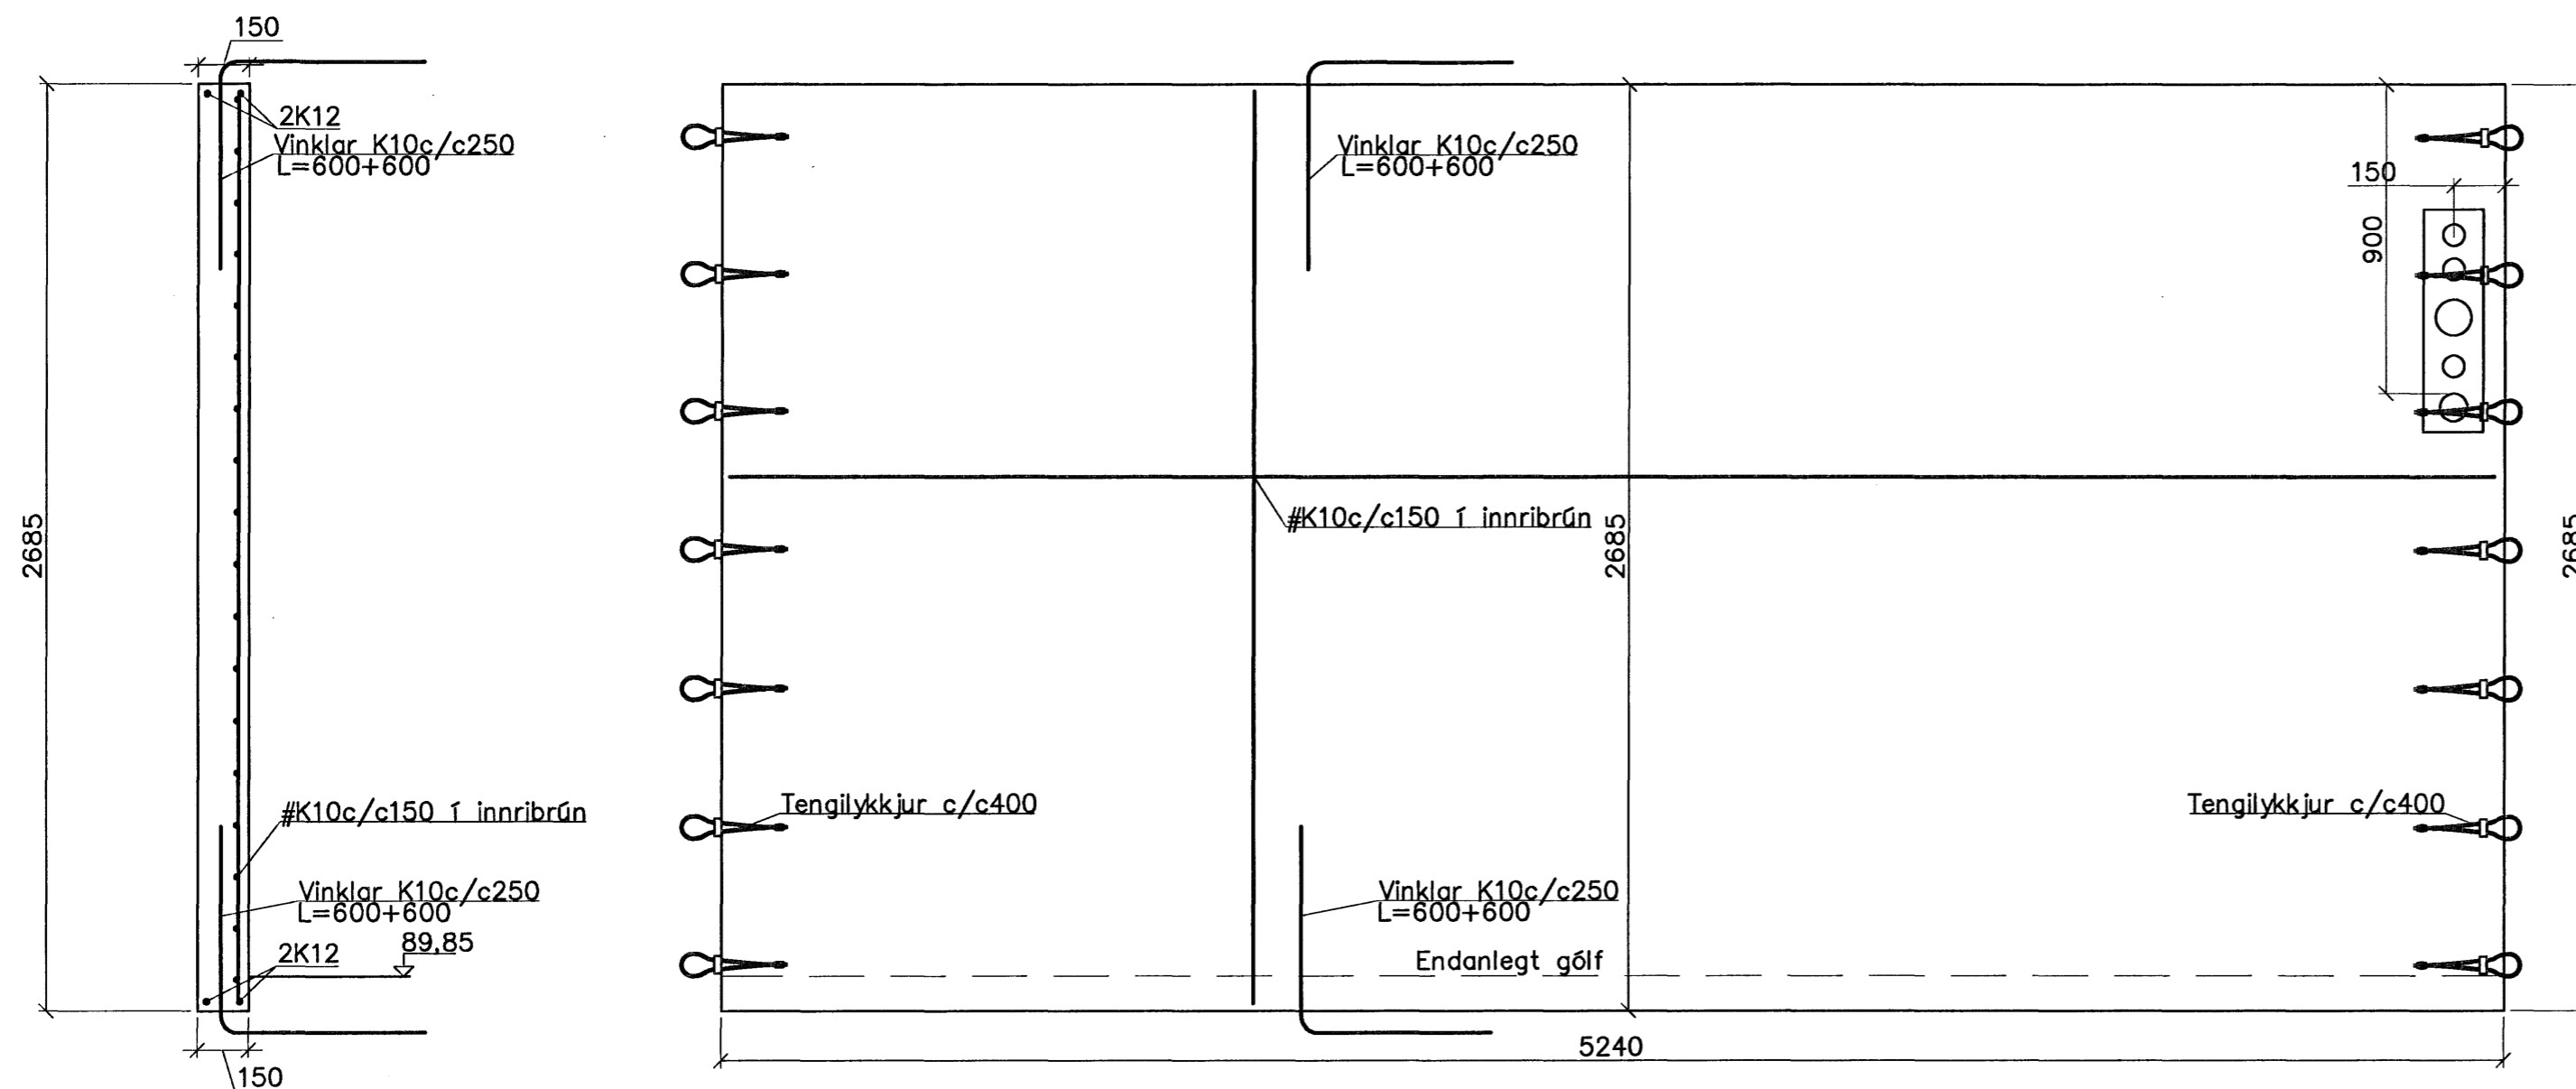 150
2K12
Vinklar K10c/c250
L=600+600
2685
#K10c/c150 í innribrún
Vinklar K10c/c250
L=600+600
2K12
89,85
150
Vinklar K10c/c250
L=600+600
150
900
#K10c/c150 í innribrún
2685
2685
Tengilykkjur c/c400
Tengilykkjur c/c400
Vinklar K10c/c250
L=600+600
Endanlegt gólf
5240